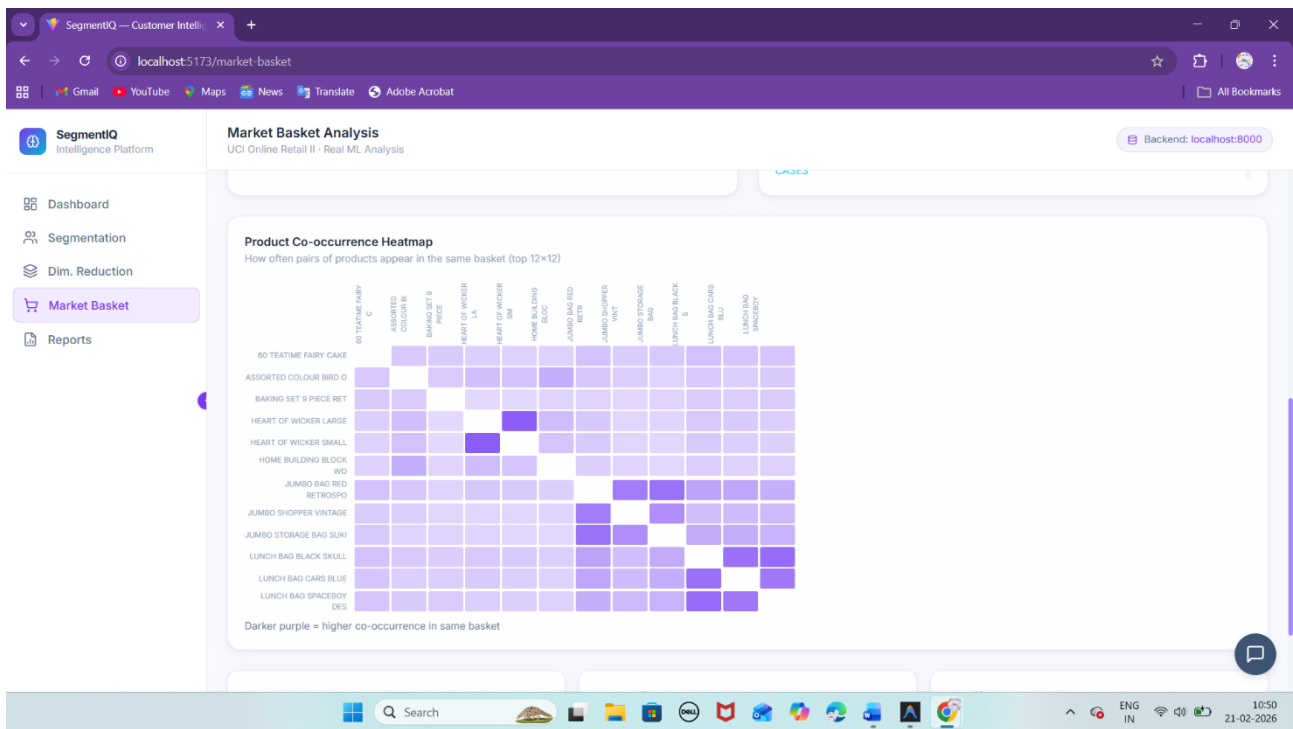 SegmentIQ — Customer Intellig
localhost:5173/market-basket
Gmail YouTube Maps News Translate Adobe Acrobat All Bookmarks
SegmentIQ
Intelligence Platform
Market Basket Analysis
UCI Online Retail II · Real ML Analysis
Backend: localhost:8000
Dashboard
Segmentation
Dim. Reduction
Market Basket
Reports
CASES
Product Co-occurrence Heatmap
How often pairs of products appear in the same basket (top 12×12)
60 TEATIME FAIRY
C
ASSORTED
COLOUR BI
BAKING SET 9
PIECE
HEART OF WICKER
LA
HEART OF WICKER
SM
HOME BUILDING
BLOC
JUMBO BAG RED
RETR
JUMBO SHOPPER
VINT
JUMBO STORAGE
BAG
LUNCH BAG BLACK
S
LUNCH BAG CARS
BLU
LUNCH BAG
SPACEBOY
60 TEATIME FAIRY CAKE
ASSORTED COLOUR BIRD O
BAKING SET 9 PIECE RET
HEART OF WICKER LARGE
HEART OF WICKER SMALL
HOME BUILDING BLOCK
WO
JUMBO BAG RED
RETROSPO
JUMBO SHOPPER VINTAGE
JUMBO STORAGE BAG SUKI
LUNCH BAG BLACK SKULL
LUNCH BAG CARS BLUE
LUNCH BAG SPACEBOY
DES
Darker purple = higher co-occurrence in same basket
Search
DELL
ENG
IN
10:50
21-02-2026